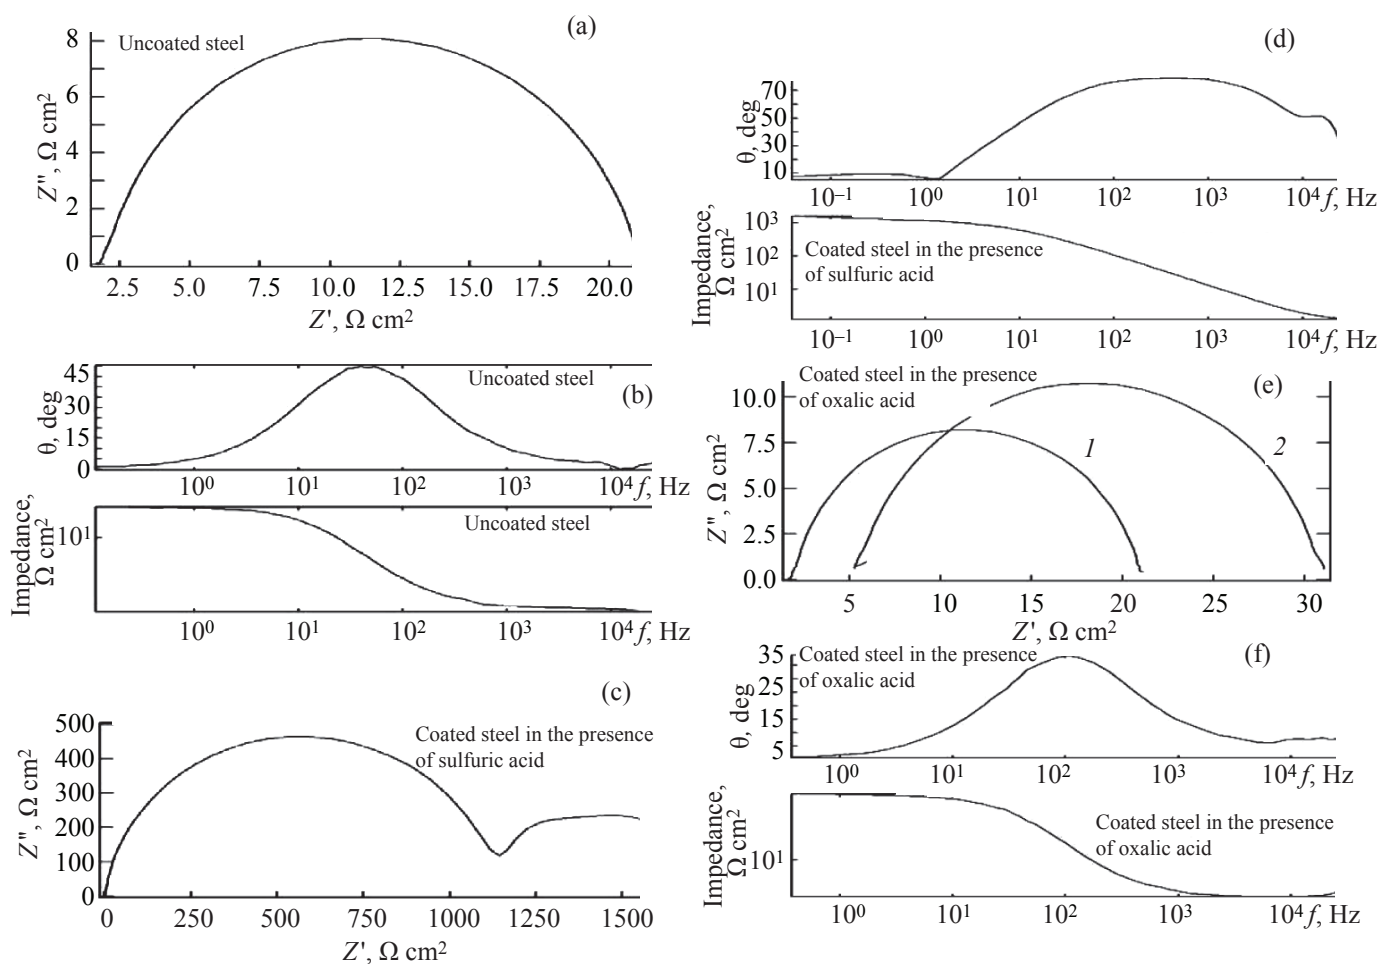 (a)
Uncoated steel
Z", Ω cm2
8
6
4
2
0
2.5 5.0 7.5 10.0 12.5 15.0 17.5 20.0
Z', Ω cm2
(b)
Uncoated steel
θ, deg
45
30
15
0
10⁰ 10¹ 10² 10³ 10⁴ f, Hz
Uncoated steel
Impedance,
Ω cm2
10¹
10⁰ 10¹ 10² 10³ 10⁴ f, Hz
(c)
Coated steel in the presence
of sulfuric acid
Z", Ω cm2
500
400
300
200
100
0
0 250 500 750 1000 1250 1500
Z', Ω cm2
(d)
θ, deg
70
50
30
10
10⁻¹ 10⁰ 10¹ 10² 10³ 10⁴ f, Hz
Impedance,
Ω cm2
10³
10²
10¹
Coated steel in the presence
of sulfuric acid
10⁻¹ 10⁰ 10¹ 10² 10³ 10⁴ f, Hz
Coated steel in the presence
of oxalic acid
(e)
Z", Ω cm2
10.0
7.5
5.0
2.5
0.0
1
2
5 10 15 20 25 30
Z', Ω cm2
(f)
Coated steel in the presence
of oxalic acid
θ, deg
35
25
15
5
10⁰ 10¹ 10² 10³ 10⁴ f, Hz
Impedance,
Ω cm2
10¹
Coated steel in the presence
of oxalic acid
10⁰ 10¹ 10² 10³ 10⁴ f, Hz